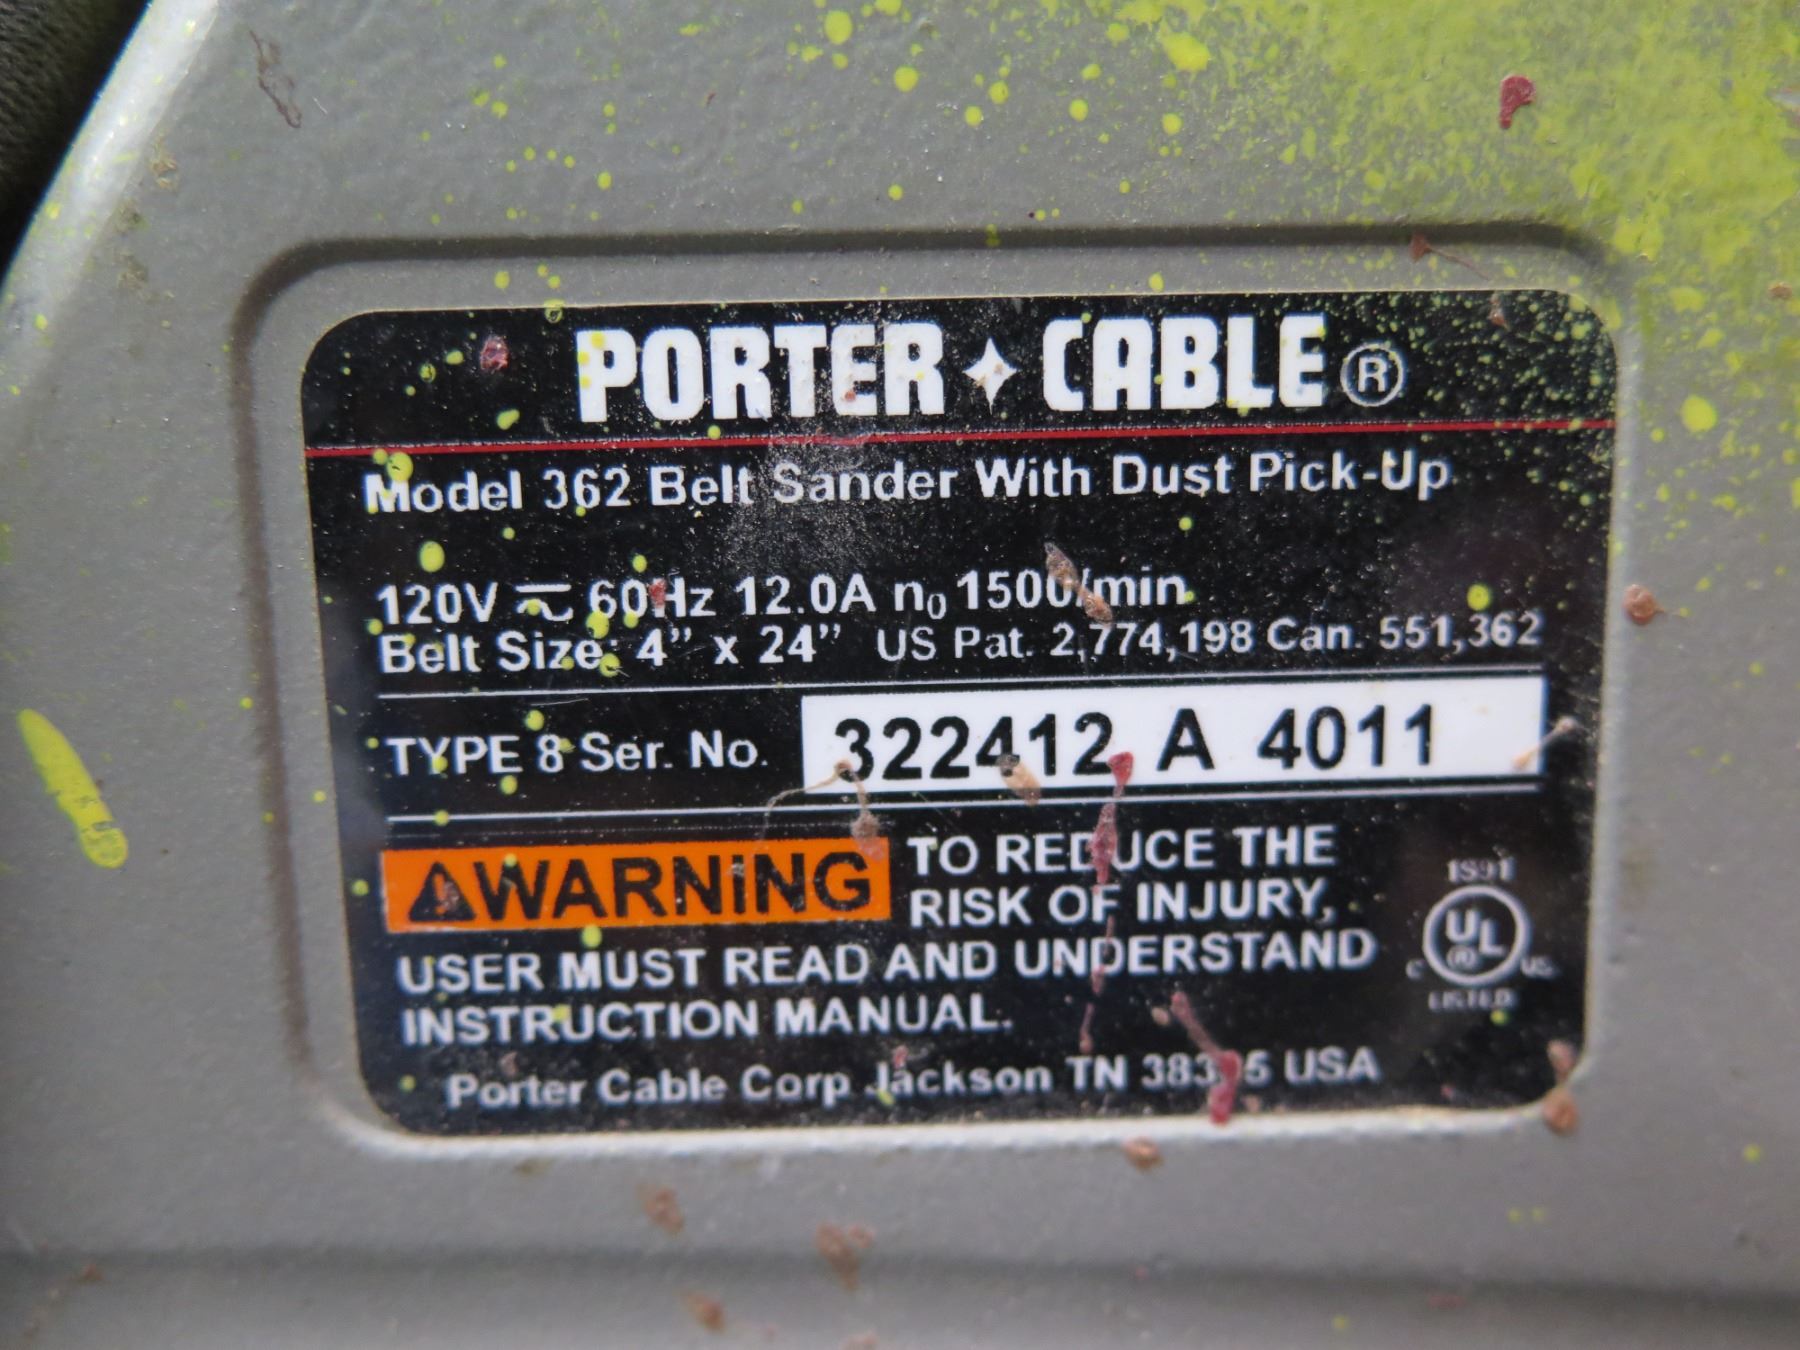 PORTER✦CABLE®
Model 362 Belt Sander With Dust Pick-Up
120V ⎓ 60Hz 12.0A n₀ 1500/min
Belt Size: 4" x 24" US Pat. 2,774,198 Can. 551,362
TYPE 8 Ser. No. 322412 A 4011
⚠WARNING TO REDUCE THE
RISK OF INJURY,
USER MUST READ AND UNDERSTAND
INSTRUCTION MANUAL.
1S91
UL
C US
LISTED
Porter Cable Corp Jackson TN USA